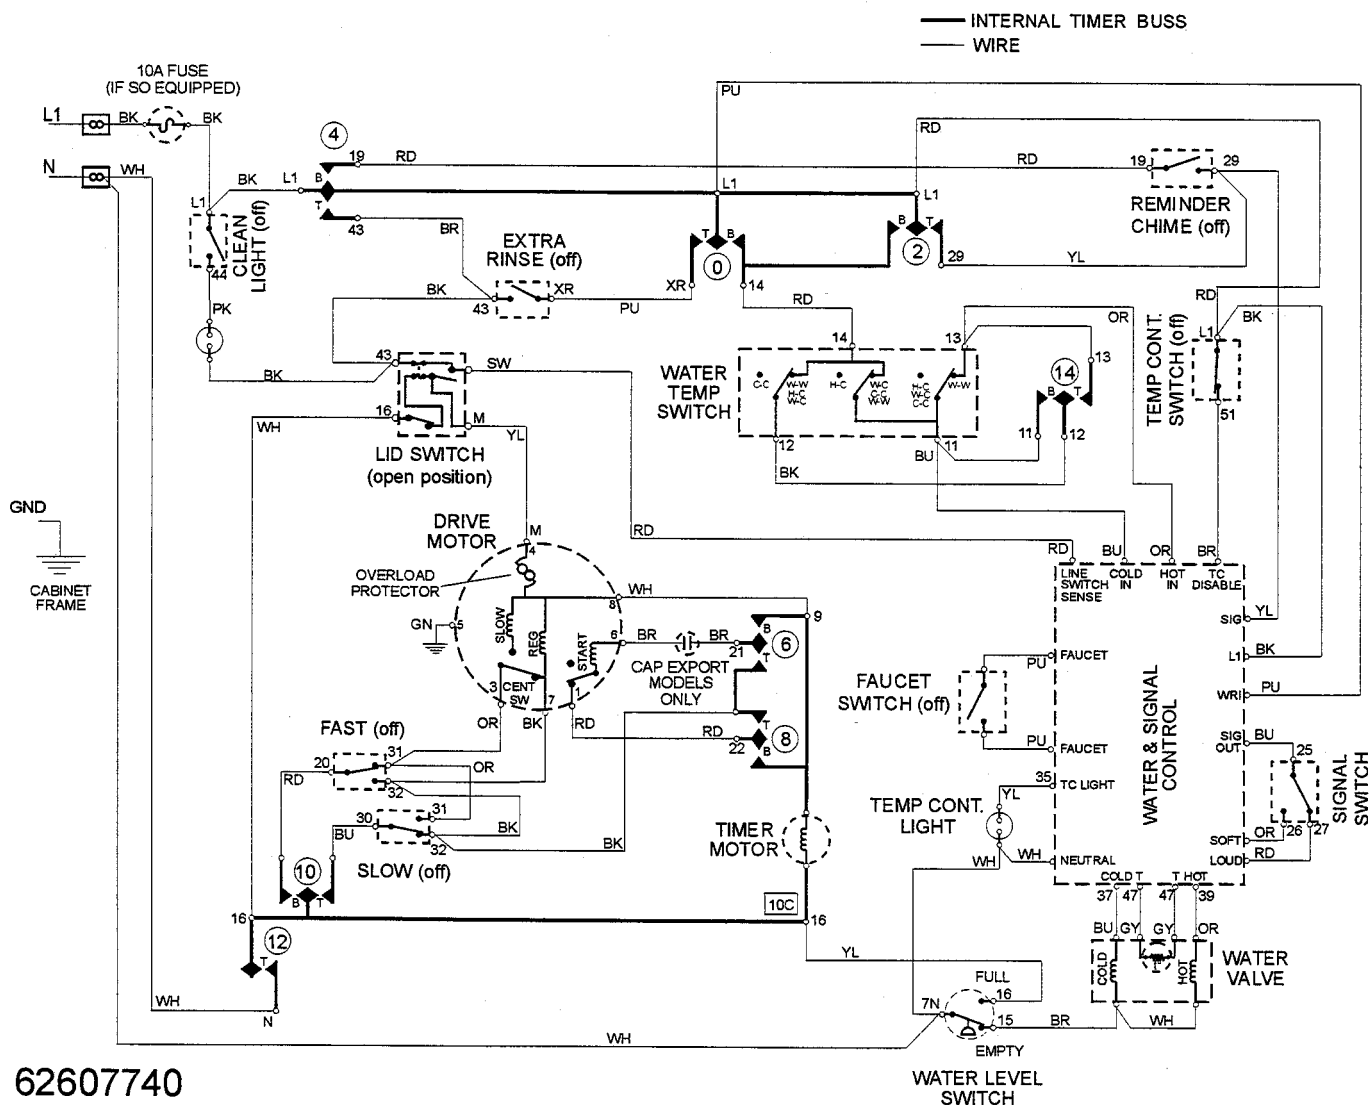 INTERNAL TIMER BUSS
WIRE
10A FUSE
(IF SO EQUIPPED)
L1
BK
BK
N
WH
PU
RD
4
19
RD
RD
19
29
L1
B
T
BK
L1
L1
L1
43
BR
REMINDER
CHIME (off)
CLEAN
LIGHT (off)
44
EXTRA
RINSE (off)
T
B
0
B
T
2
29
YL
BK
43
XR
PU
XR
14
RD
OR
RD
BK
PK
L1
TEMP CONT.
SWITCH (off)
51
43
SW
BK
14
13
13
WATER
TEMP
SWITCH
C-C
W-W
H-C
W-C
H-C
W-C
C-C
W-W
H-C
W-C
C-C
W-W
14
B
T
11
12
16
WH
M
YL
LID SWITCH
(open position)
12
11
BK
BU
GND
CABINET
FRAME
DRIVE
MOTOR
M
4
RD
RD
BU
OR
BR
OVERLOAD
PROTECTOR
LINE
SWITCH
SENSE
COLD
IN
HOT
IN
TC
DISABLE
8
WH
9
GN
5
SLOW
REG
START
6
BR
BR
21
B
T
6
SIG
YL
3
CENT
SW
7
1
CAP EXPORT
MODELS
ONLY
PU
FAUCET
L1
BK
FAUCET
SWITCH (off)
WATER & SIGNAL
CONTROL
WRI
PU
OR
BK
RD
RD
22
T
B
8
PU
FAUCET
SIG
OUT
BU
25
FAST (off)
20
31
OR
32
RD
35
TC LIGHT
YL
TEMP CONT.
LIGHT
SIGNAL
SWITCH
30
31
32
BU
BK
BK
SLOW (off)
TIMER
MOTOR
SOFT
OR
26
27
LOUD
RD
WH
WH
NEUTRAL
10
B
T
COLD T
T HOT
37
47
47
39
16
10C
16
12
T
BU
GY
GY
OR
YL
COLD
HOT
WATER
VALVE
FULL
16
7N
15
BR
WH
EMPTY
WH
N
WH
WATER LEVEL
SWITCH
62607740